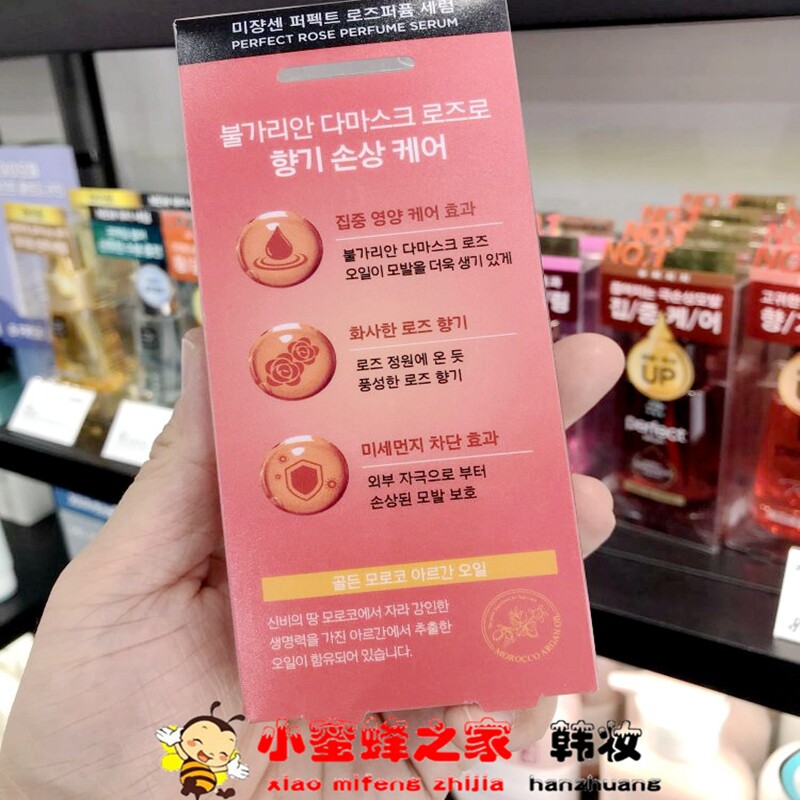 미쟝센 퍼펙트 로즈퍼퓸 세럼
PERFECT ROSE PERFUME SERUM
불가리안 다마스크 로즈로
향기 손상 케어
집중 영양 케어 효과
불가리안 다마스크 로즈
오일이 모발을 더욱 생기 있게
화사한 로즈 향기
로즈 정원에 온 듯
풍성한 로즈 향기
미세먼지 차단 효과
외부 자극으로 부터
손상된 모발 보호
골든 모로코 아르간 오일
신비의 땅 모로코에서 자라 강인한
생명력을 가진 아르간에서 추출한
오일이 함유되어 있습니다.
MOROCCO ARGAN OIL
NO.1
집/중 케/어
UP
perfect
NO.1
小蜜蜂之家 韩妆
xiao mifeng zhijia hanzhuang